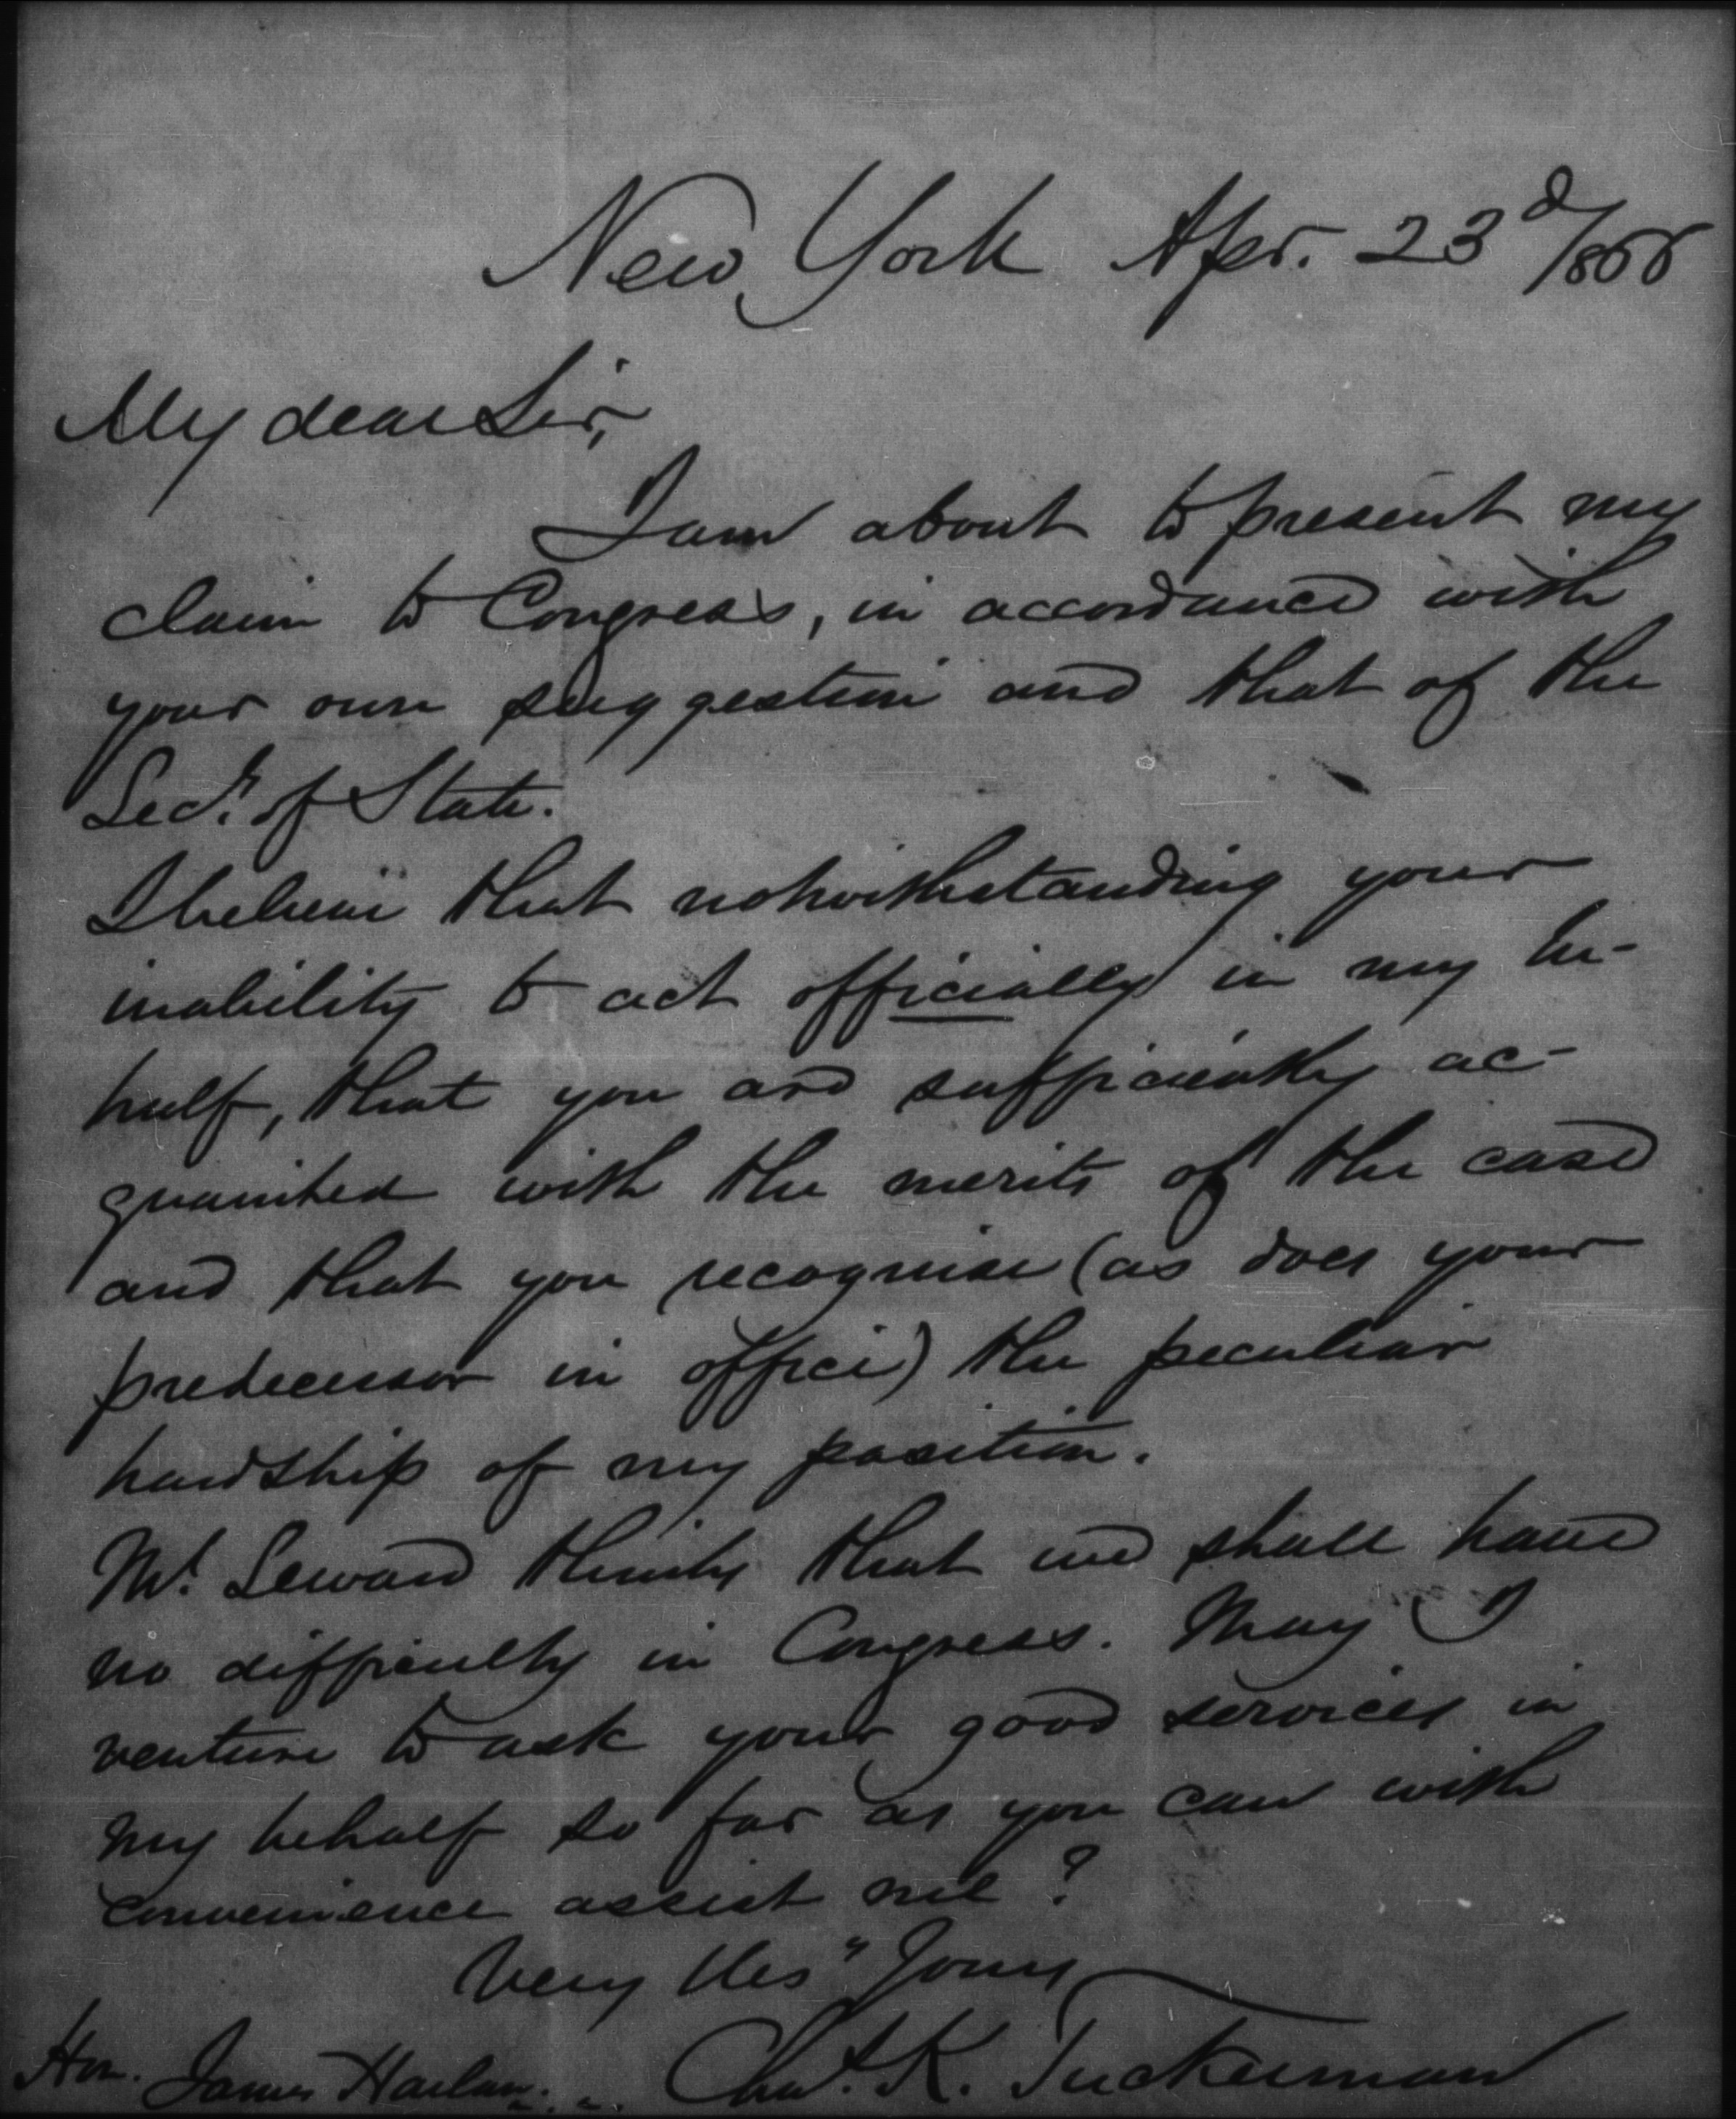 New York Apr. 23d/1866
My dear Sir,
I am about to present my
claim to Congress, in accordance with
your own suggestion and that of the
Secy. of State.
I believe that notwithstanding your
inability to act officially in my be-
half, that you are sufficiently ac-
quainted with the merits of the case
and that you recognise (as does your
predecessor in office) the peculiar
hardship of my position.
Mr. Seward thinks that we shall have
no difficulty in Congress. May I
venture to ask your good services in
my behalf so far as you can with
convenience assist me?
Very Res" Yours
Hon. James Harlan. Chas. K. Tuckerman